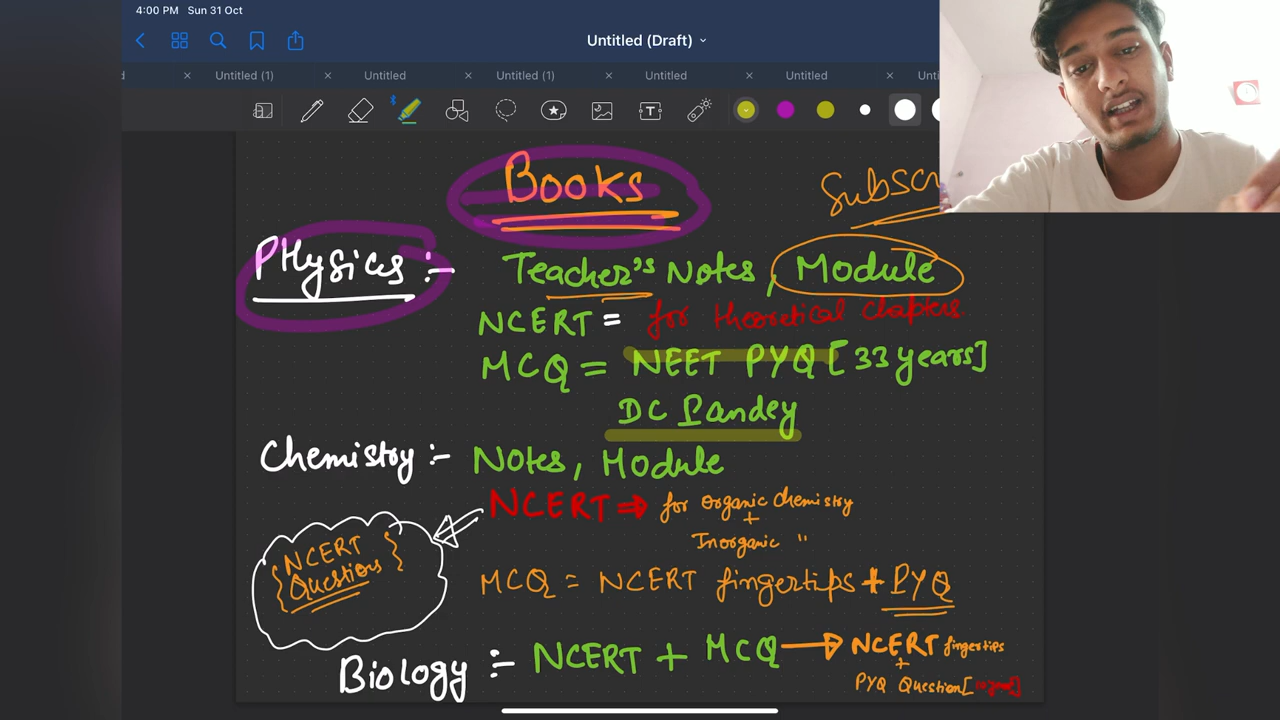 4:00 PM Sun 31 Oct
Untitled (Draft)
Untitled (1)
Untitled
Untitled (1)
Untitled
Untitled
Books
Subscr
PHysics :- Teacher's Notes, Module
NCERT = for theoretical chapters
MCQ = NEET PYQ [33 years]
DC Pandey
Chemistry :- Notes, Module
NCERT ⇒ for organic chemistry
+
Inorganic "
{NCERT
Question}
MCQ = NCERT fingertips + PYQ
Biology :- NCERT + MCQ → NCERT fingertips
+
PYQ Question[